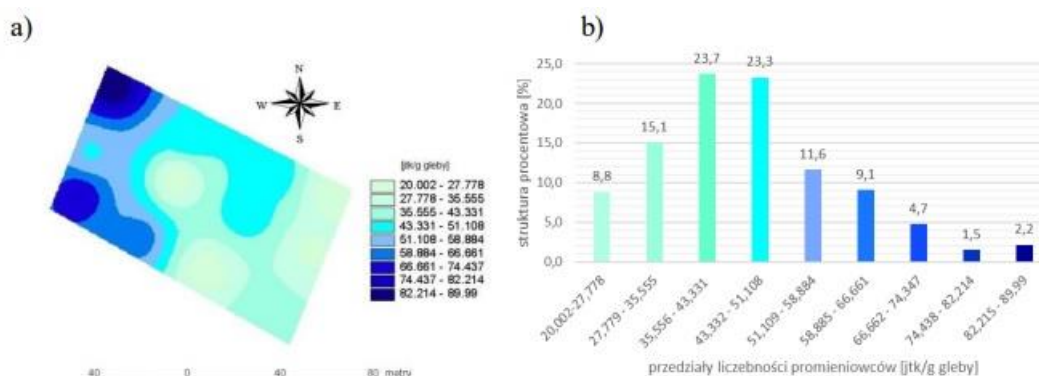 a)
N
W E
S
[jtk/g gleby]
20.002 - 27.778
27.778 - 35.555
35.555 - 43.331
43.331 - 51.108
51.108 - 58.884
58.884 - 66.661
66.661 - 74.437
74.437 - 82.214
82.214 - 89.99
40 0 40 80 metry
b)
struktura procentowa [%]
25,0
20,0
15,0
10,0
5,0
0,0
8,8
15,1
23,7
23,3
11,6
9,1
4,7
1,5
2,2
20,002-27,778
27,779 - 35,555
35,556 - 43,331
43,332 - 51,108
51,109 - 58,884
58,885 - 66,661
66,662 - 74,347
74,438 - 82,214
82,215 - 89,99
przedziały liczebności promieniowców [jtk/g gleby]